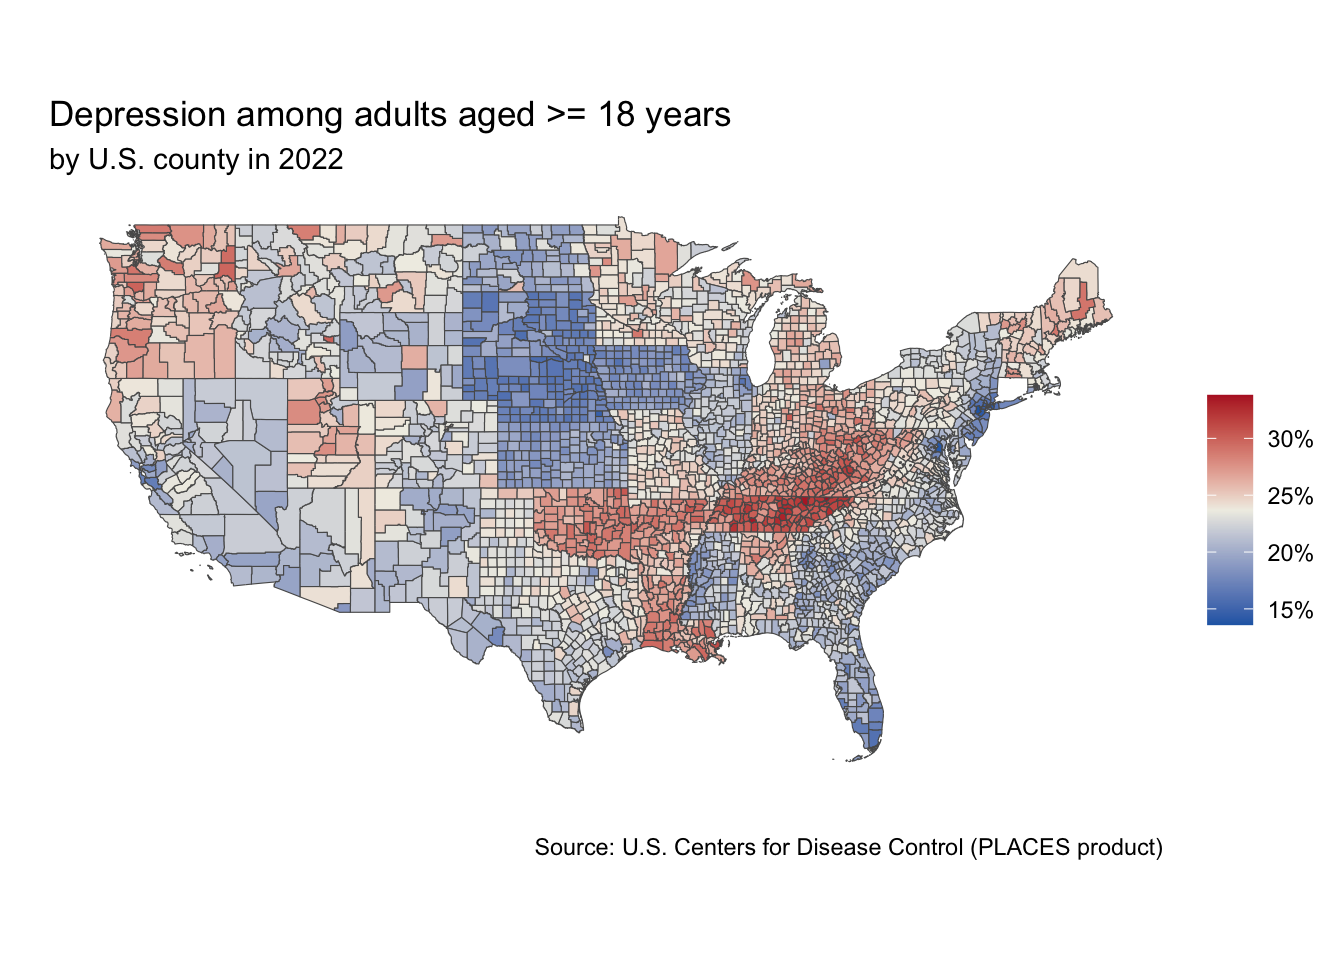 Depression among adults aged >= 18 years
by U.S. county in 2022
30%
25%
20%
15%
Source: U.S. Centers for Disease Control (PLACES product)